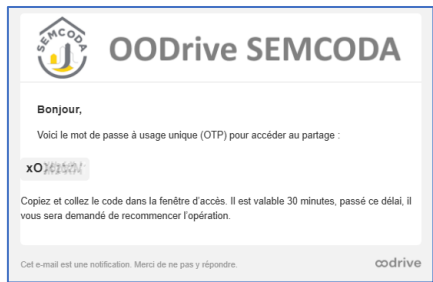 SEMCODA
OODrive SEMCODA
Bonjour,
Voici le mot de passe à usage unique (OTP) pour accéder au partage :
Copiez et collez le code dans la fenêtre d'accès. Il est valable 30 minutes, passé ce délai, il
vous sera demandé de recommencer l'opération.
Cet e-mail est une notification. Merci de ne pas y répondre.
oodrive